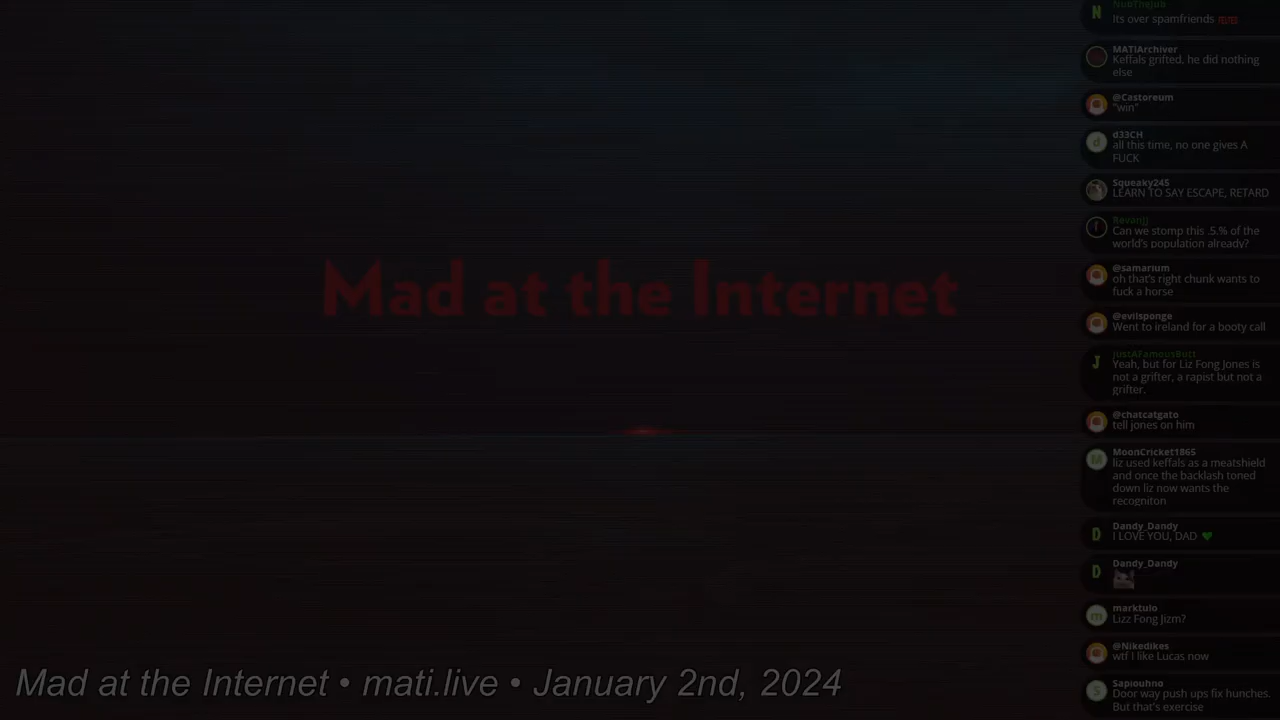 NubTheJub
Its over spamfriends
MATIArchiver
Keffals grifted, he did nothing
else
@Castoreum
"win"
d33CH
all this time, no one gives A
FUCK
Squeaky245
LEARN TO SAY ESCAPE, RETARD
RevanJJ
Can we stomp this .5.% of the
world's population already?
@samarium
oh that's right chunk wants to
fuck a horse
@evilsponge
Went to ireland for a booty call
Mad at the Internet
Yeah, but for Liz Fong Jones is
not a grifter, a rapist but not a
grifter.
@chatcatgato
tell jones on him
MoonCricket1865
liz used keffals as a meatshield
and once the backlash toned
down liz now wants the
recogniton
Dandy_Dandy
I LOVE YOU, DAD
Dandy_Dandy
marktulo
Lizz Fong Jizm?
@Nikedikes
wtf I like Lucas now
Sapiouhno
Door way push ups fix hunches.
But that's exercise
Mad at the Internet • mati.live • January 2nd, 2024